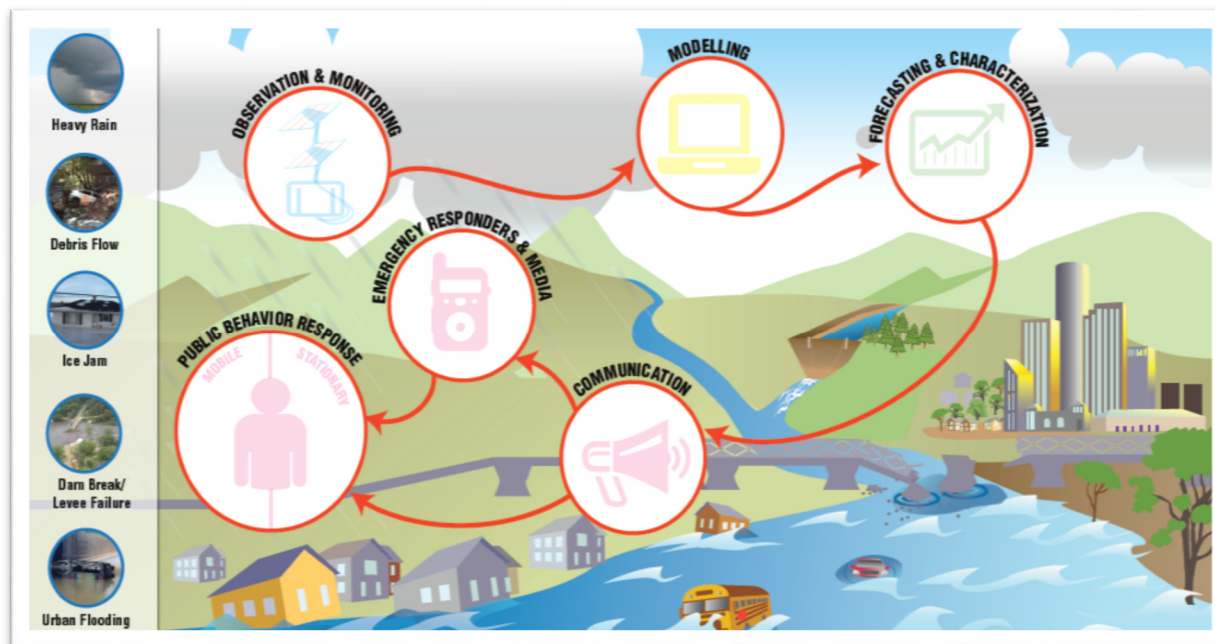 Heavy Rain
Debris Flow
Ice Jam
Dam Break/
Levee Failure
Urban Flooding
OBSERVATION & MONITORING
MODELLING
FORECASTING & CHARACTERIZATION
EMERGENCY RESPONDERS & MEDIA
PUBLIC BEHAVIOR RESPONSE
MOBILE
STATIONARY
COMMUNICATION